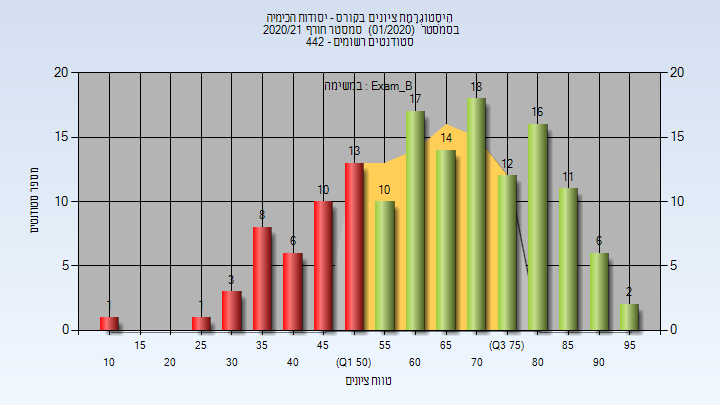 הִיסְטוֹגְרָמַת ציונים בקורס - יסודות הכימיה
בסמסטר (01/2020) סמסטר חורף 2020/21
סטודנטים רשומים - 442
במשימה : Exam_B
20 20
15 15
10 10
5 5
0 0
1 1 3 8 6 10 13 10 17 14 18 12 16 11 6 2
מספר סטודנטים
15 25 35 45 55 65 (Q3 75) 85 95
10 20 30 40 (Q1 50) 60 70 80 90
טווח ציונים